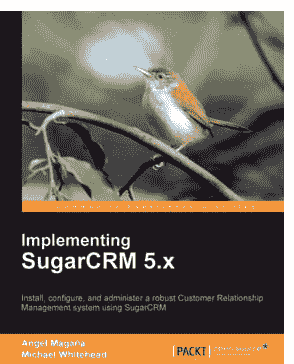 Implementing
SugarCRM 5.x
Install, configure, and administer a robust Customer Relationship
Management system using SugarCRM
Angel Magaña
Michael Whitehead
PACKT